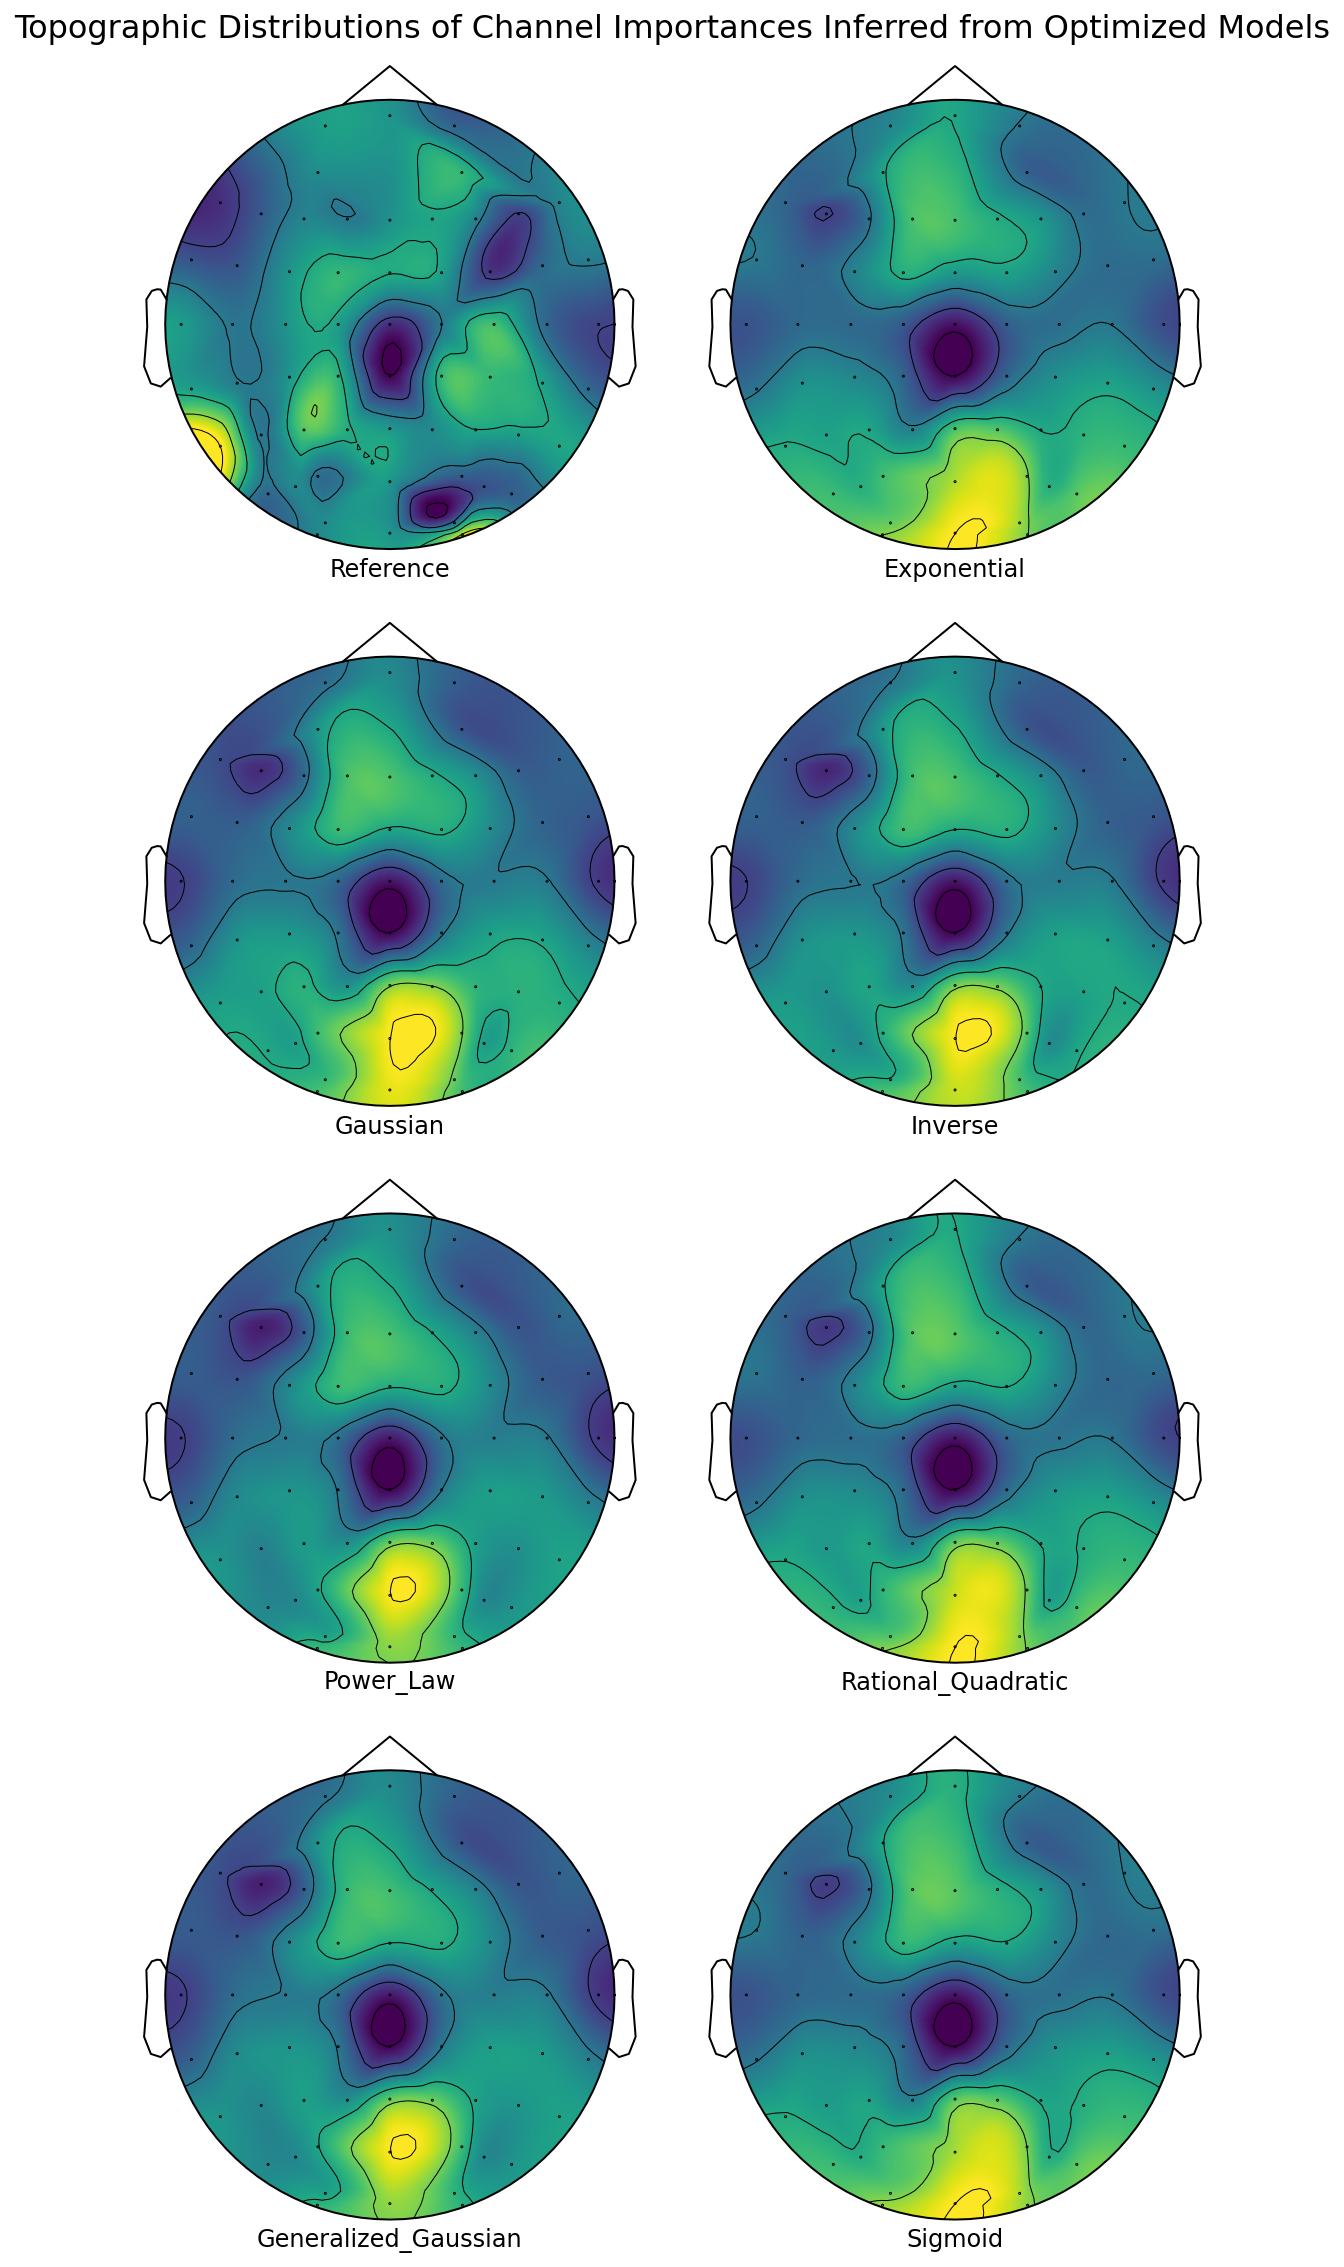 Topographic Distributions of Channel Importances Inferred from Optimized Models
Reference
Exponential
Gaussian
Inverse
Power_Law
Rational_Quadratic
Generalized_Gaussian
Sigmoid